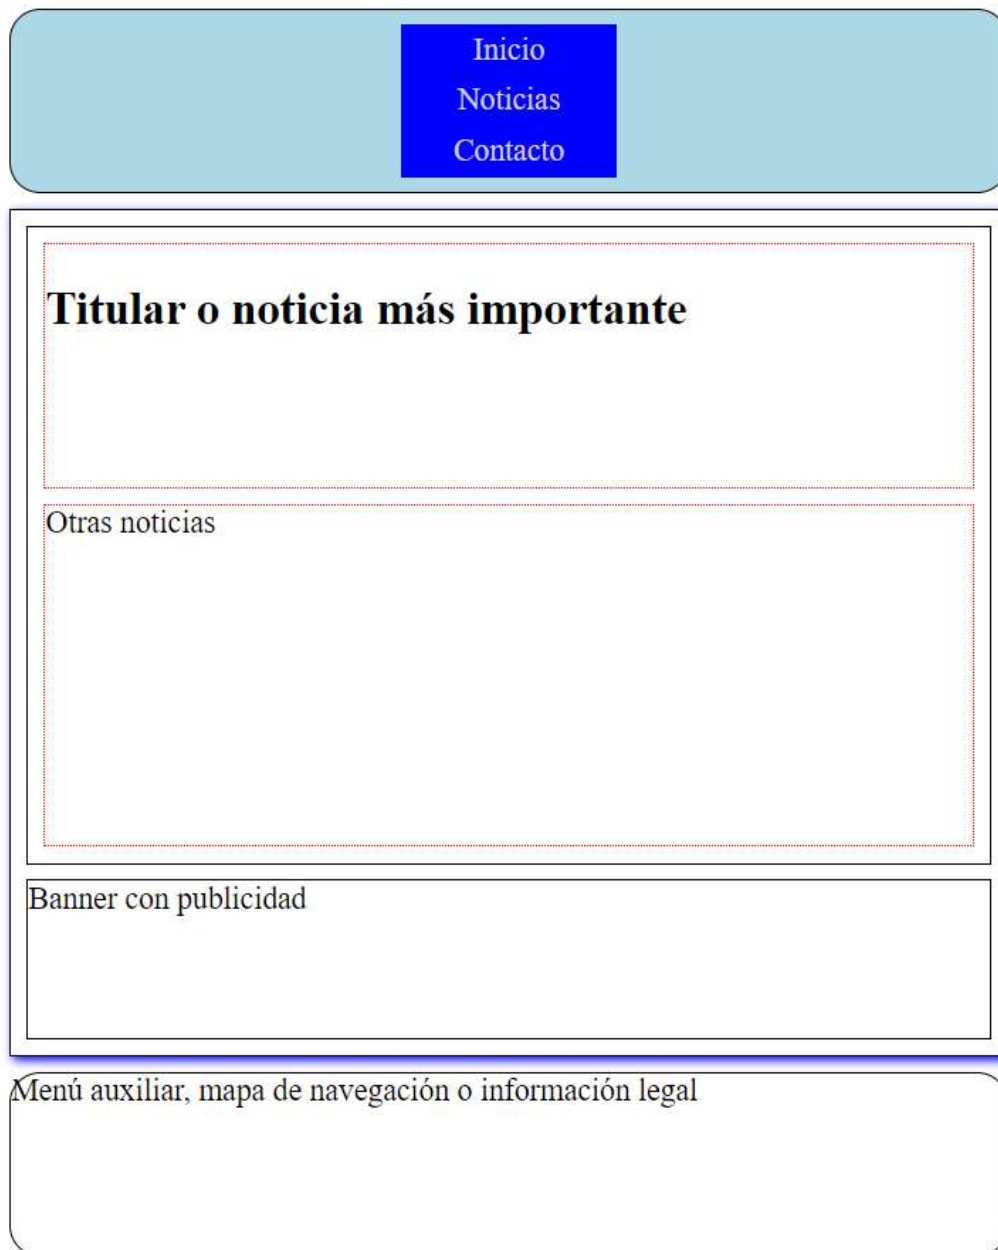 Inicio
Noticias
Contacto
Titular o noticia más importante
Otras noticias
Banner con publicidad
Menú auxiliar, mapa de navegación o información legal